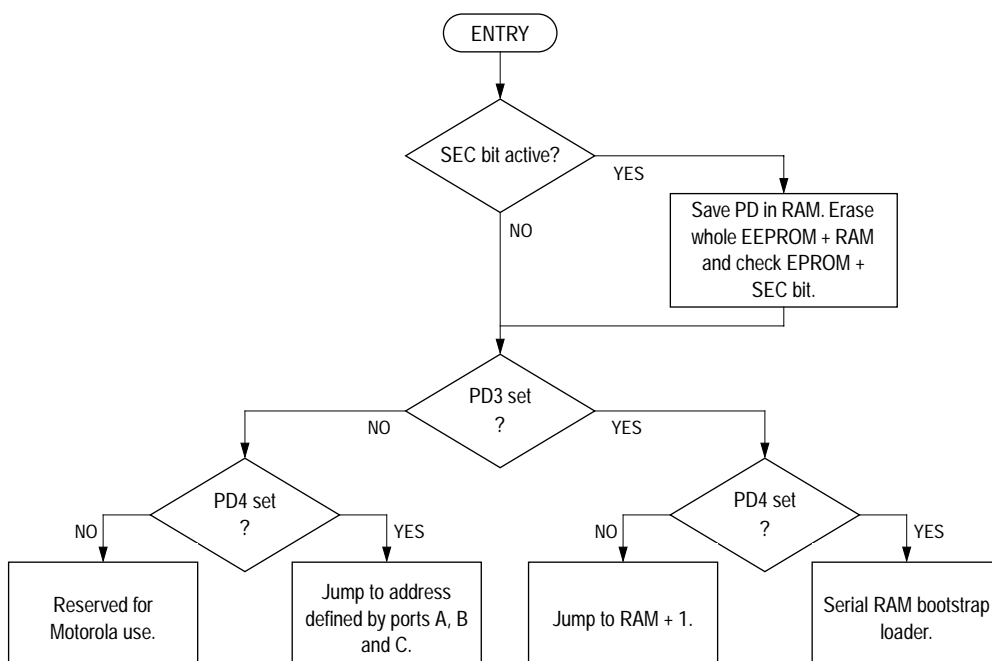 ENTRY
SEC bit active?
YES
NO
Save PD in RAM. Erase
whole EEPROM + RAM
and check EPROM +
SEC bit.
PD3 set
?
NO
YES
PD4 set
?
NO
YES
PD4 set
?
NO
YES
Reserved for
Motorola use.
Jump to address
defined by ports A, B
and C.
Jump to RAM + 1.
Serial RAM bootstrap
loader.